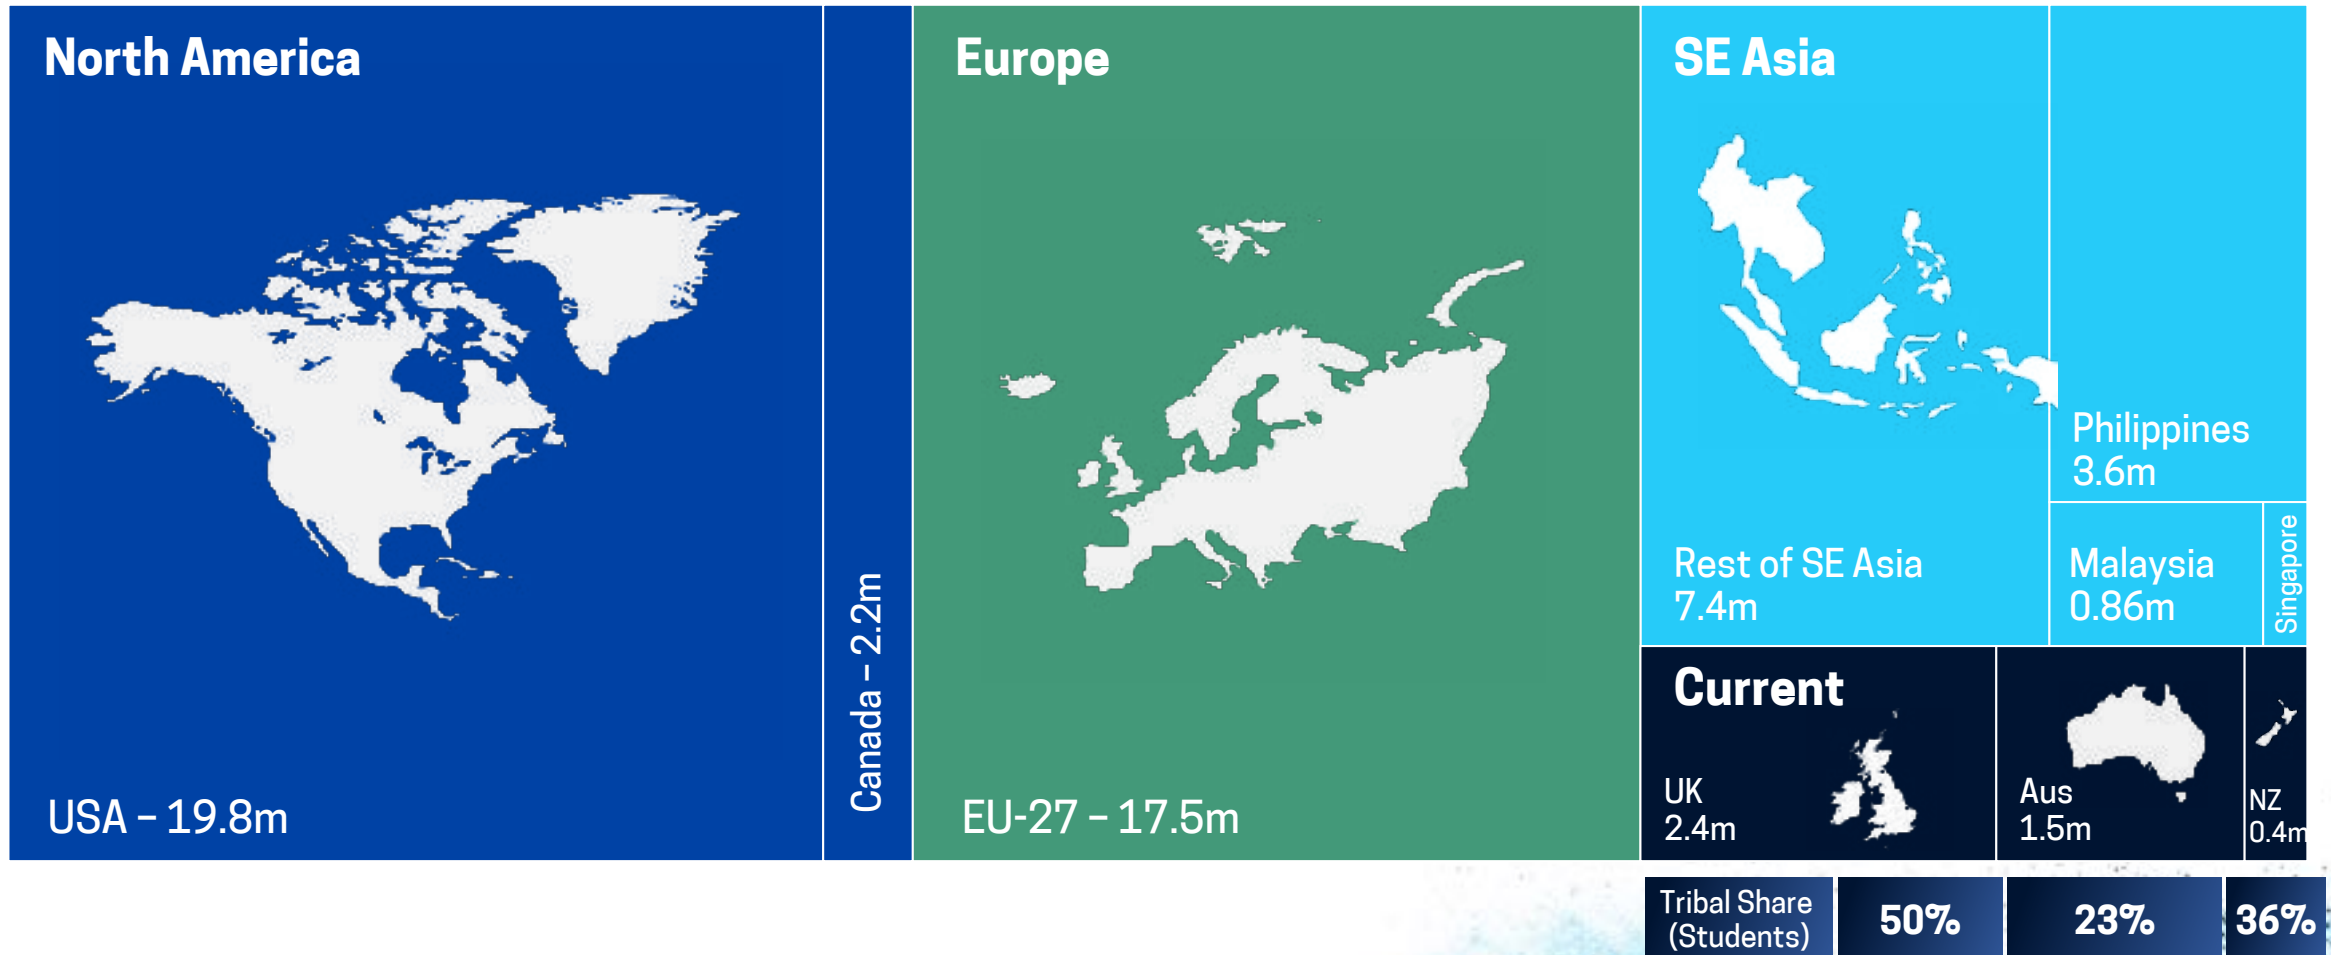 North America
USA – 19.8m
Canada – 2.2m
Europe
EU-27 – 17.5m
SE Asia
Rest of SE Asia
7.4m
Philippines
3.6m
Malaysia
0.86m
Singapore
Current
UK
2.4m
Aus
1.5m
NZ
0.4m
Tribal Share
(Students)
50%
23%
36%